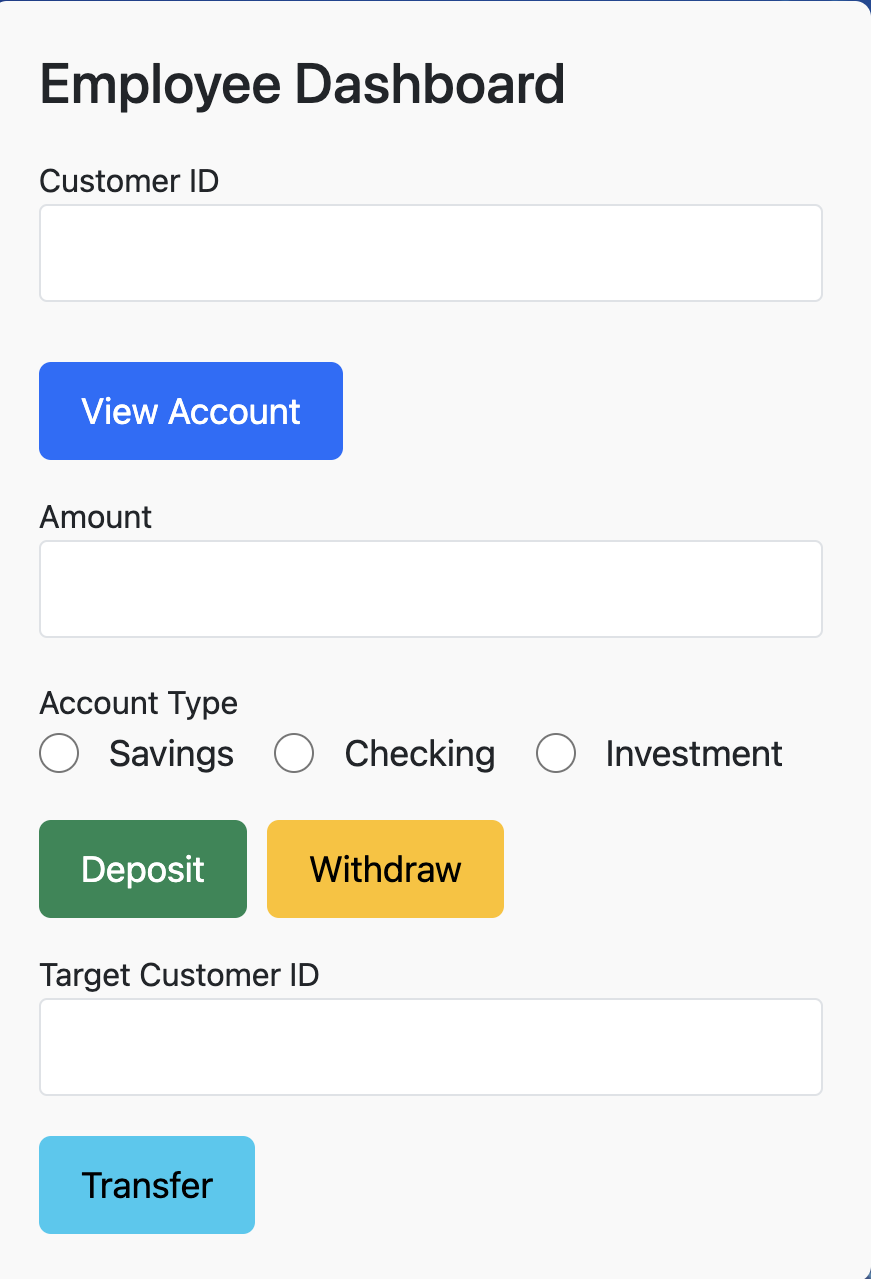 Employee Dashboard
Customer ID
View Account
Amount
Account Type
Savings Checking Investment
Deposit Withdraw
Target Customer ID
Transfer